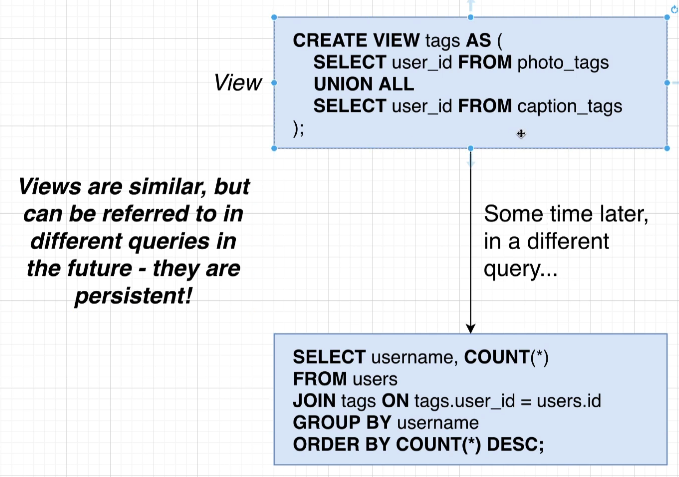 CREATE VIEW tags AS (
SELECT user_id FROM photo_tags
UNION ALL
SELECT user_id FROM caption_tags
);
View
Views are similar, but
can be referred to in
different queries in
the future - they are
persistent!
Some time later,
in a different
query...
SELECT username, COUNT(*)
FROM users
JOIN tags ON tags.user_id = users.id
GROUP BY username
ORDER BY COUNT(*) DESC;